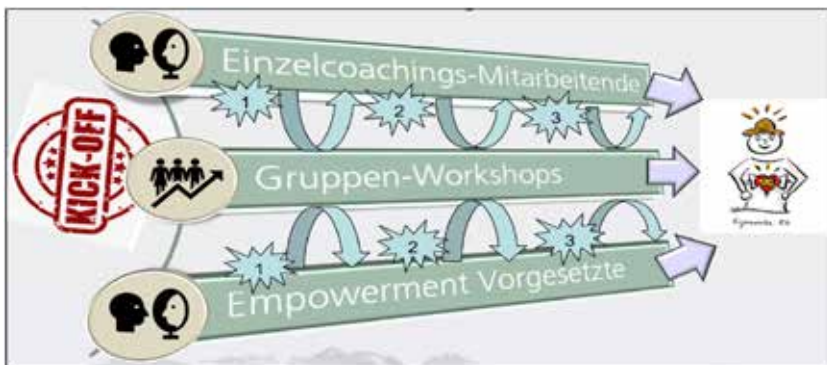 Einzelcoachings-Mitarbeitende
1 2 3
KICK-OFF
Gruppen-Workshops
1 2 3
Empowerment Vorgesetzte